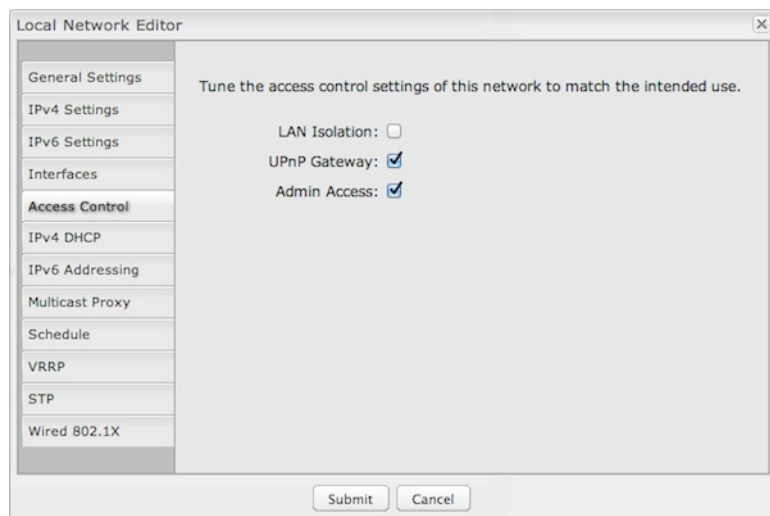 Local Network Editor
General Settings
IPv4 Settings
IPv6 Settings
Interfaces
Access Control
IPv4 DHCP
IPv6 Addressing
Multicast Proxy
Schedule
VRRP
STP
Wired 802.1X
Tune the access control settings of this network to match the intended use.
LAN Isolation:
UPnP Gateway:
Admin Access:
Submit
Cancel